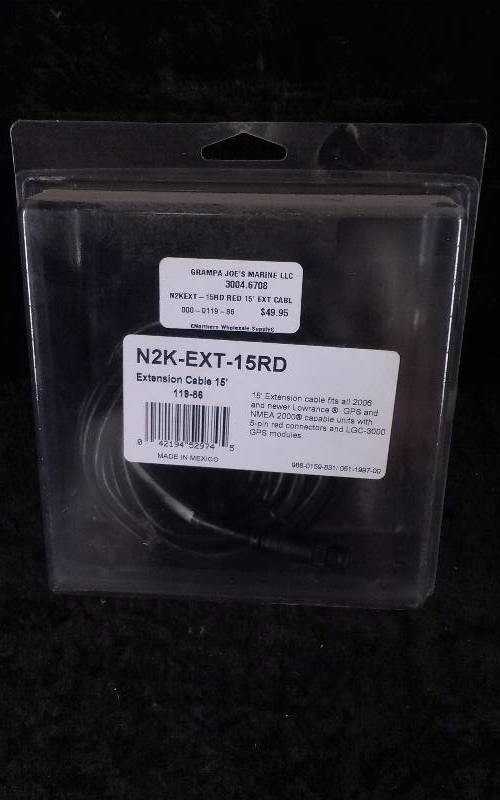 GRAMPA JOE'S MARINE LLC
3004.6708
N2KEXT-15RD RED 15' EXT CABL
000-0119-86 $49.95
©Northern Wholesale Supply©
N2K-EXT-15RD
Extension Cable 15'
119-86
15' Extension cable fits all 2006
and newer Lowrance ® GPS and
NMEA 2000® capable units with
5-pin red connectors and LGC-3000
GPS modules.
0 42194 52974 5
MADE IN MEXICO
988-0159-831/ 051-1997-00